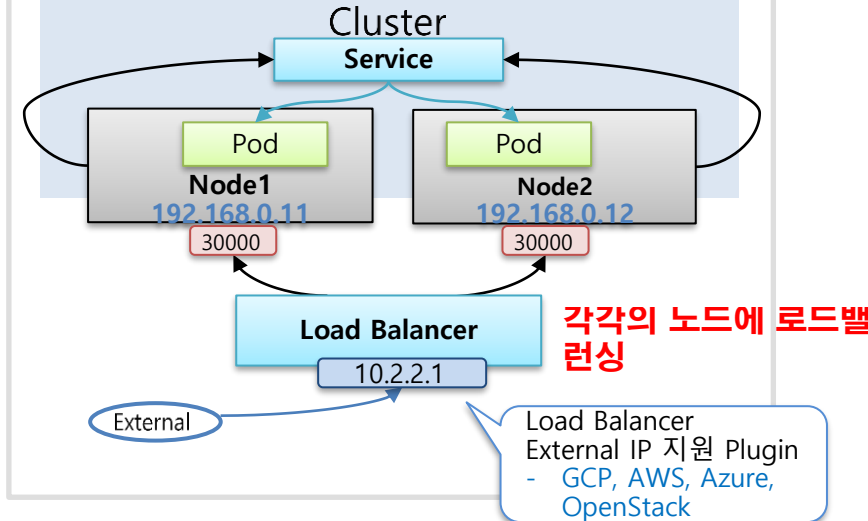 Cluster
Service
Pod
Pod
Node1
Node2
192.168.0.11
192.168.0.12
30000
30000
Load Balancer
각각의 노드에 로드밸
런싱
10.2.2.1
External
Load Balancer
External IP 지원 Plugin
- GCP, AWS, Azure,
OpenStack